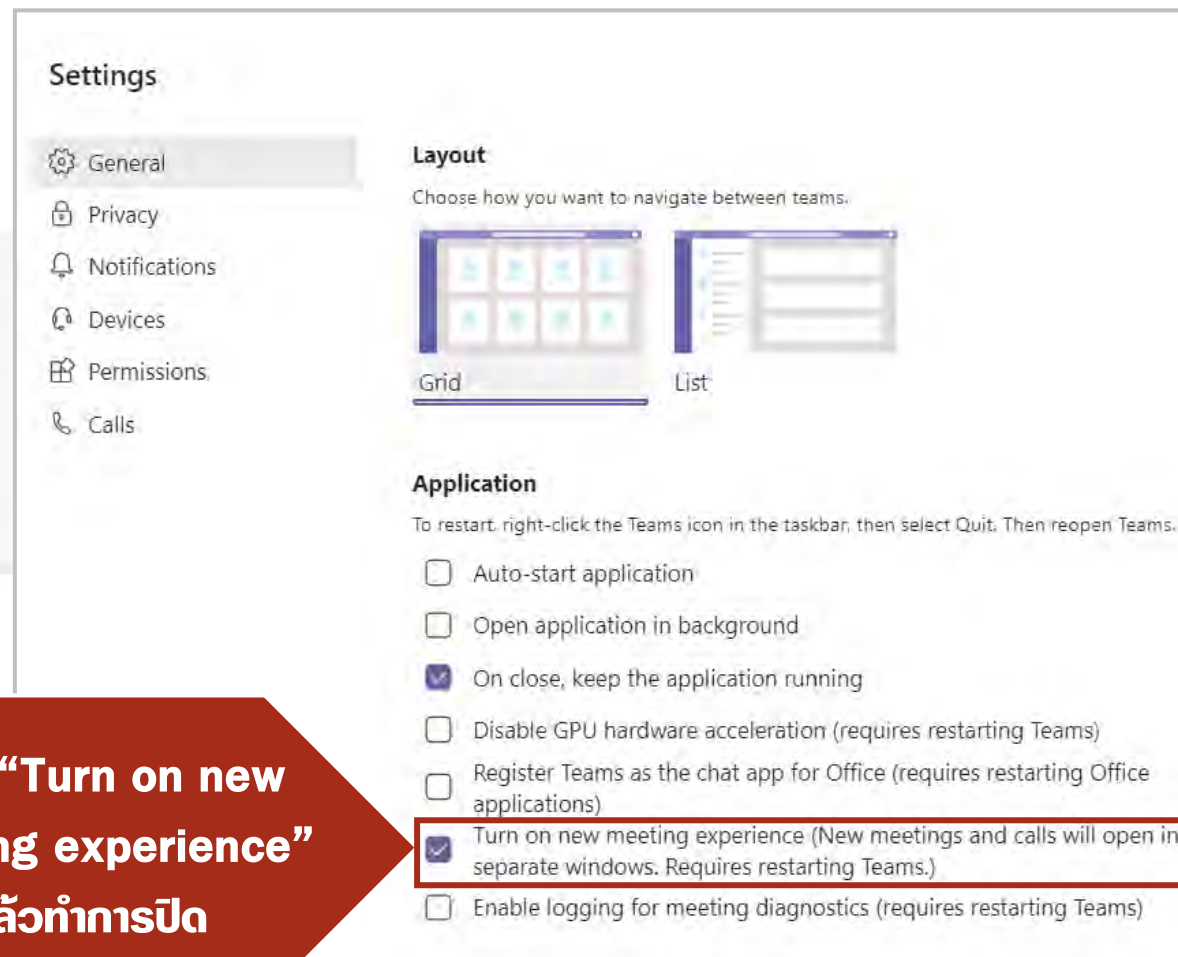 Settings
General
Privacy
Notifications
Devices
Permissions
Calls
Layout
Choose how you want to navigate between teams.
Grid
List
Application
To restart, right-click the Teams icon in the taskbar, then select Quit. Then reopen Teams.
Auto-start application
Open application in background
On close, keep the application running
Disable GPU hardware acceleration (requires restarting Teams)
Register Teams as the chat app for Office (requires restarting Office
applications)
Turn on new meeting experience (New meetings and calls will open in
separate windows. Requires restarting Teams.)
Enable logging for meeting diagnostics (requires restarting Teams)
“Turn on new
ng experience”
ล้วทำการปิด